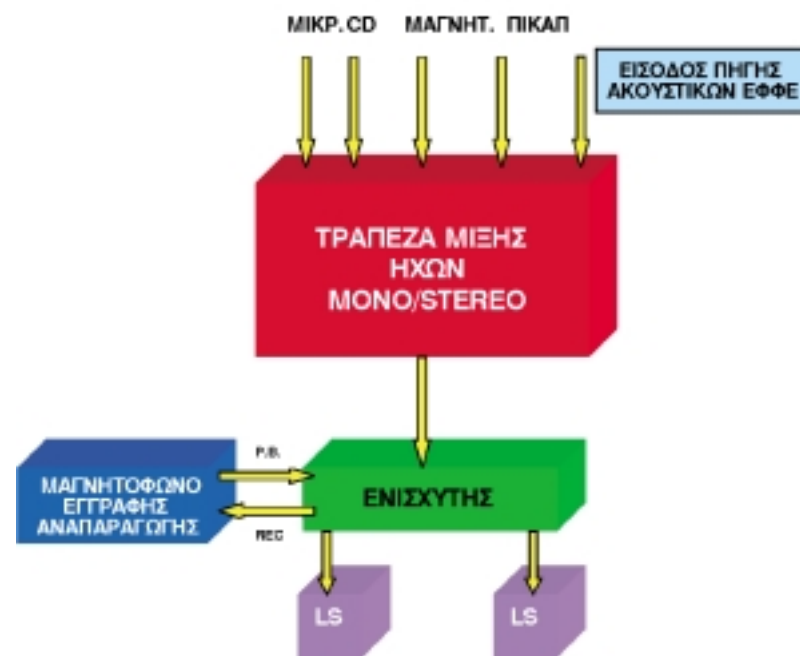 ΜΙΚΡ. CD ΜΑΓΝΗΤ. ΠΙΚΑΠ
ΕΙΣΟΔΟΣ ΠΗΓΗΣ
ΑΚΟΥΣΤΙΚΩΝ ΕΦΦΕ
ΤΡΑΠΕΖΑ ΜΙΞΗΣ
ΗΧΩΝ
MONO/STEREO
P.B.
ΜΑΓΝΗΤΟΦΩΝΟ
ΕΓΓΡΑΦΗΣ
ΑΝΑΠΑΡΑΓΩΓΗΣ
ΕΝΙΣΧΥΤΗΣ
REC
LS
LS